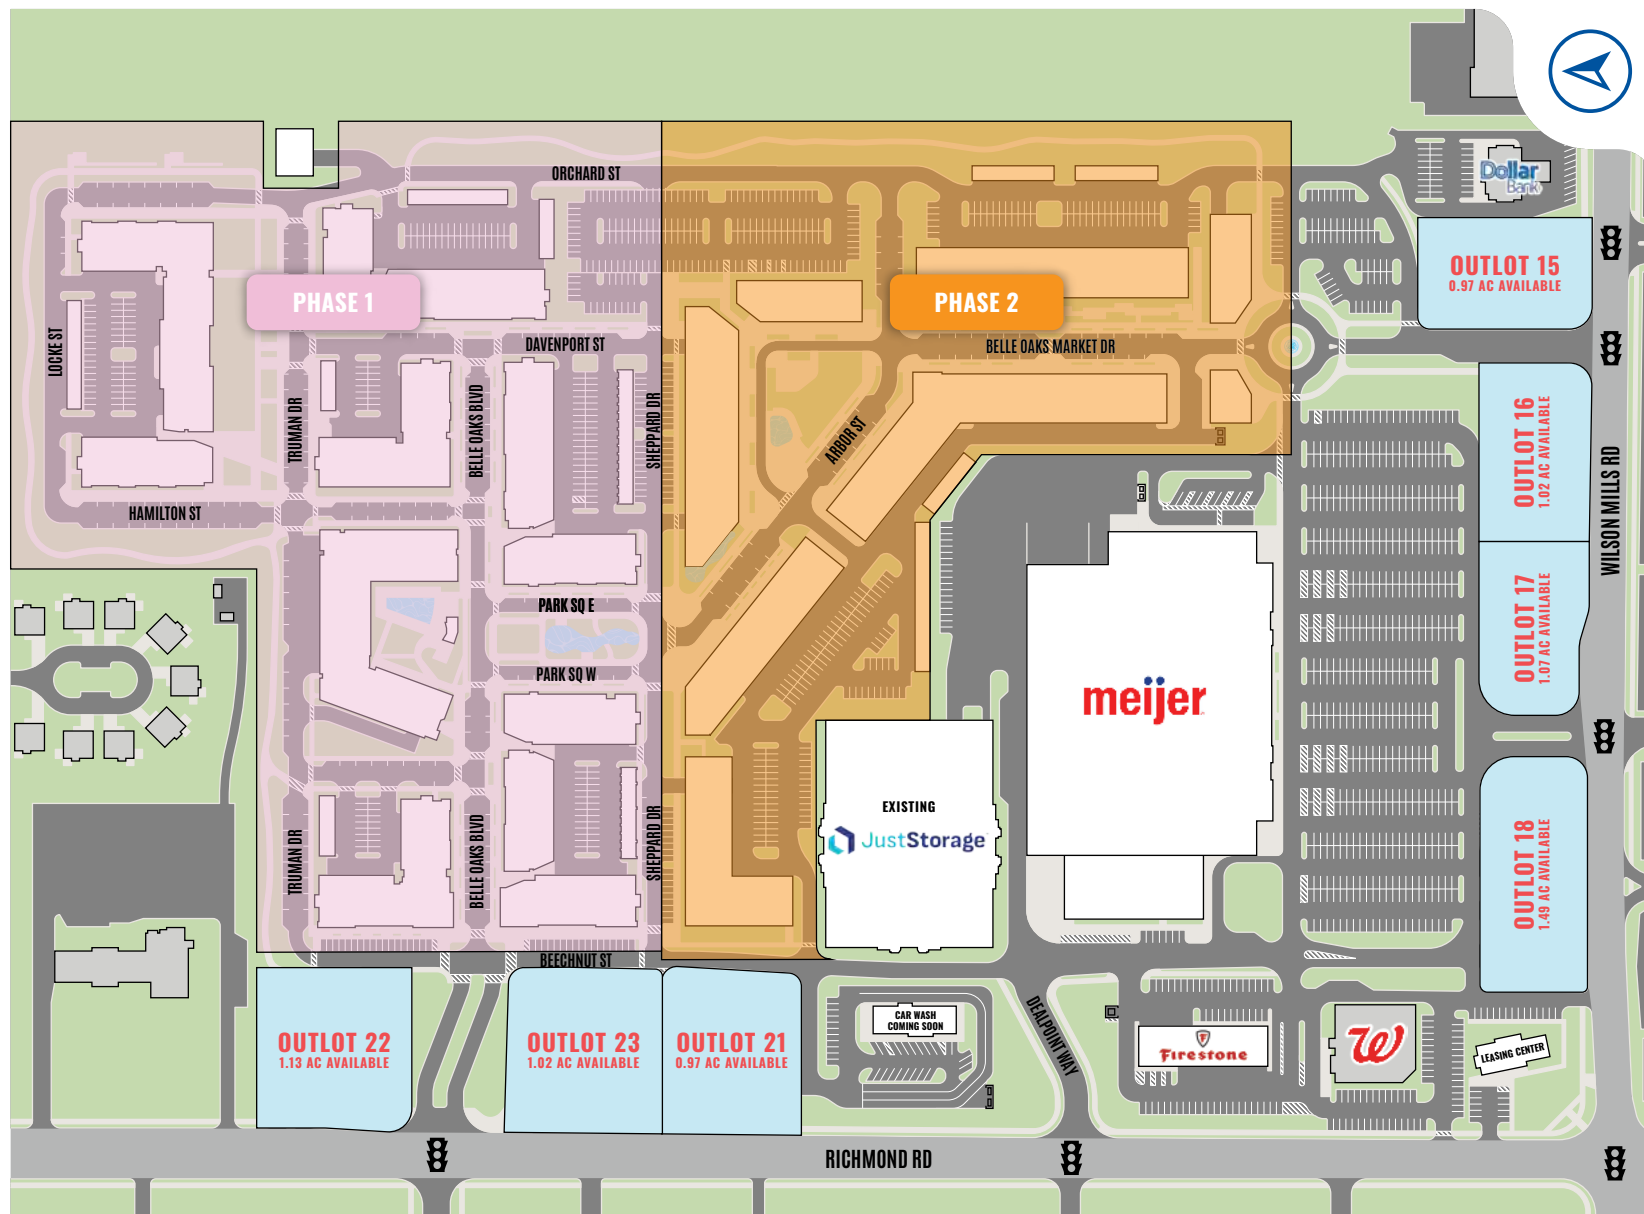 Dollar
Bank
ORCHARD ST
OUTLOT 15
0.97 AC AVAILABLE
PHASE 1
PHASE 2
LOCKE ST
DAVENPORT ST
BELLE OAKS MARKET DR
TRUMAN DR
BELLE OAKS BLVD
SHEPPARD DR
ARBOR ST
OUTLOT 16
1.02 AC AVAILABLE
WILSON MILLS RD
HAMILTON ST
PARK SQ E
OUTLOT 17
1.07 AC AVAILABLE
PARK SQ W
meijer
EXISTING
JustStorage
TRUMAN DR
BELLE OAKS BLVD
SHEPPARD DR
OUTLOT 18
1.49 AC AVAILABLE
BEECHNUT ST
OUTLOT 22
1.13 AC AVAILABLE
OUTLOT 23
1.02 AC AVAILABLE
OUTLOT 21
0.97 AC AVAILABLE
CAR WASH
COMING SOON
DEALPOINT WAY
F
Firestone
W
LEASING CENTER
RICHMOND RD